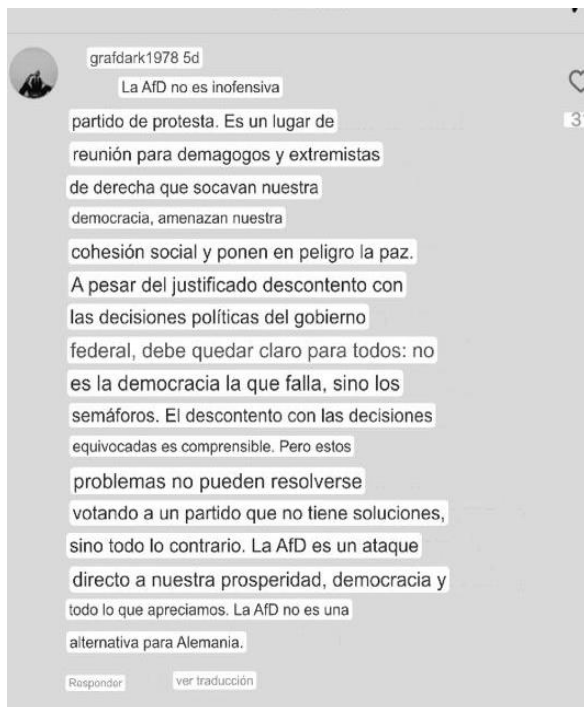 grafdark1978 5d
La AfD no es inofensiva
partido de protesta. Es un lugar de
reunión para demagogos y extremistas
de derecha que socavan nuestra
democracia, amenazan nuestra
cohesión social y ponen en peligro la paz.
A pesar del justificado descontento con
las decisiones políticas del gobierno
federal, debe quedar claro para todos: no
es la democracia la que falla, sino los
semáforos. El descontento con las decisiones
equivocadas es comprensible. Pero estos
problemas no pueden resolverse
votando a un partido que no tiene soluciones,
sino todo lo contrario. La AfD es un ataque
directo a nuestra prosperidad, democracia y
todo lo que apreciamos. La AfD no es una
alternativa para Alemania.
Responder ver traducción